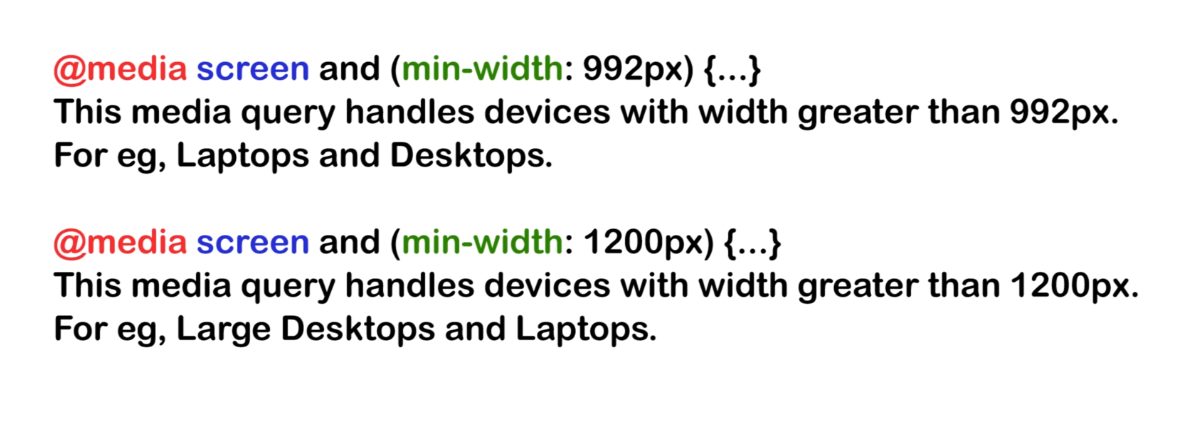 @media screen and (min-width: 992px) {...}
This media query handles devices with width greater than 992px.
For eg, Laptops and Desktops.
@media screen and (min-width: 1200px) {...}
This media query handles devices with width greater than 1200px.
For eg, Large Desktops and Laptops.